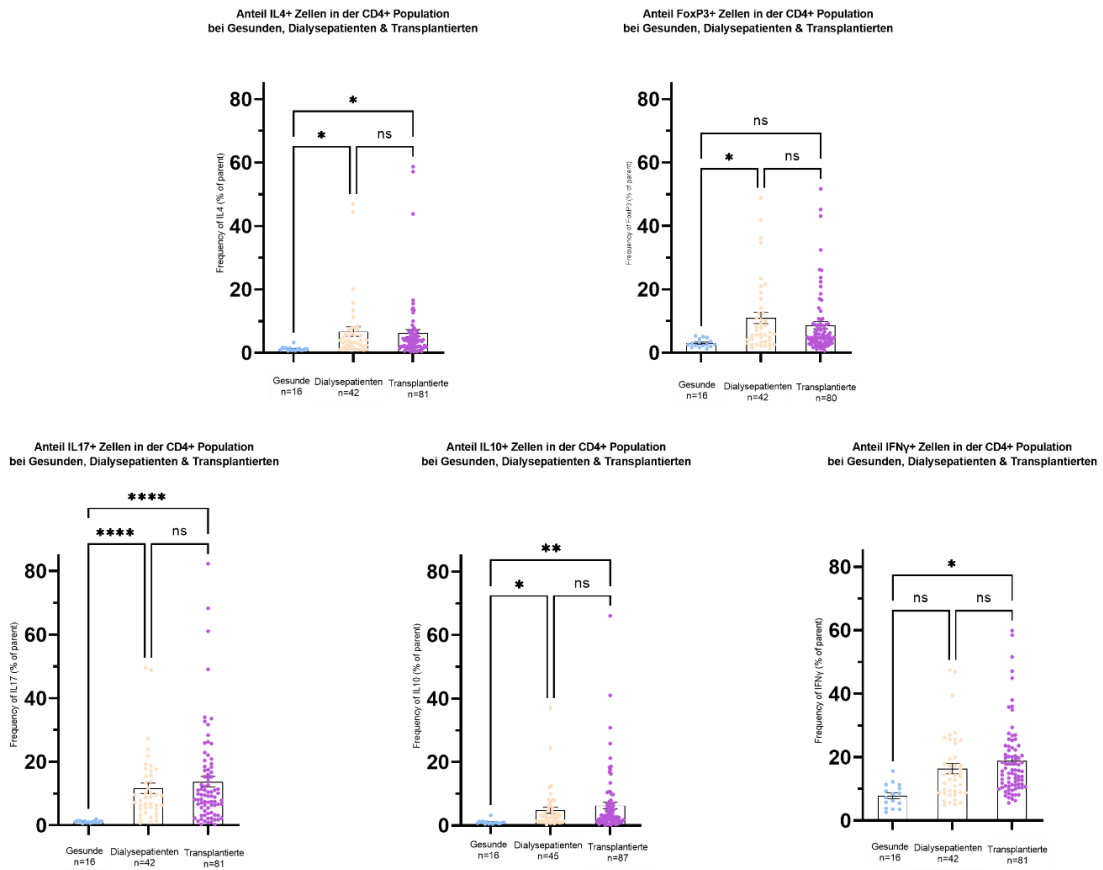 Anteil IL4+ Zellen in der CD4+ Population
bei Gesunden, Dialysepatienten & Transplantierten
Frequency of IL4 (% of parent)
80
60
40
20
0
*
*
ns
Gesunde
n=16
Dialysepatienten
n=42
Transplantierte
n=81
Anteil FoxP3+ Zellen in der CD4+ Population
bei Gesunden, Dialysepatienten & Transplantierten
Frequency of FoxP3 (% of parent)
80
60
40
20
0
ns
*
ns
Gesunde
n=16
Dialysepatienten
n=42
Transplantierte
n=80
Anteil IL17+ Zellen in der CD4+ Population
bei Gesunden, Dialysepatienten & Transplantierten
Frequency of IL17 (% of parent)
80
60
40
20
0
****
****
ns
Gesunde
n=16
Dialysepatienten
n=42
Transplantierte
n=81
Anteil IL10+ Zellen in der CD4+ Population
bei Gesunden, Dialysepatienten & Transplantierten
Frequency of IL10 (% of parent)
80
60
40
20
0
**
*
ns
Gesunde
n=16
Dialysepatienten
n=45
Transplantierte
n=87
Anteil IFNγ+ Zellen in der CD4+ Population
bei Gesunden, Dialysepatienten & Transplantierten
Frequency of IFNγ (% of parent)
80
60
40
20
0
*
ns
ns
Gesunde
n=16
Dialysepatienten
n=42
Transplantierte
n=81